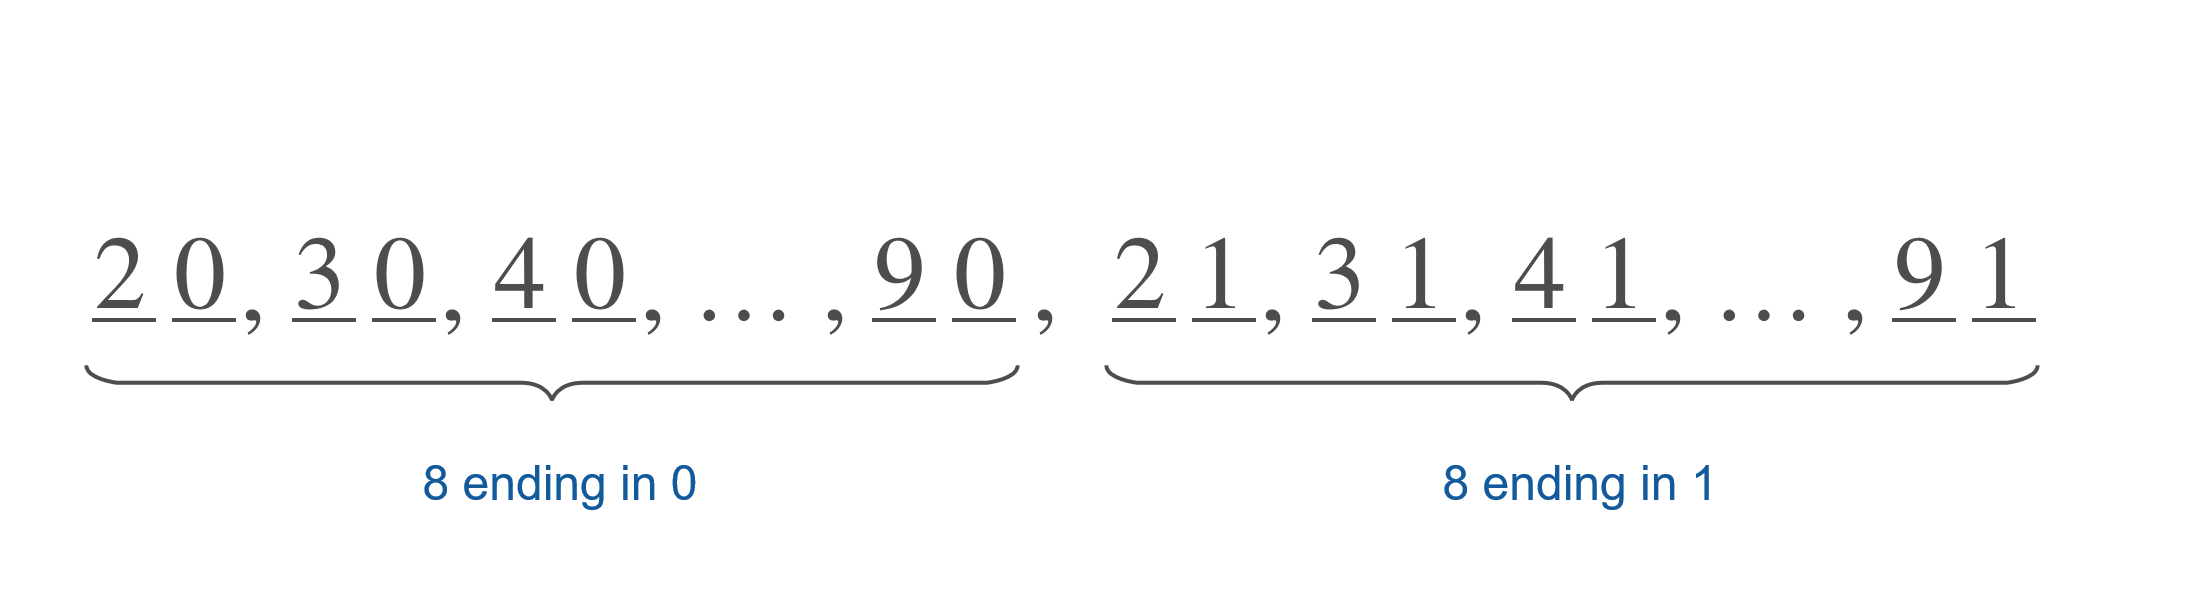 2 0, 3 0, 4 0, ... , 9 0, 2 1, 3 1, 4 1, ... , 9 1
8 ending in 0 8 ending in 1